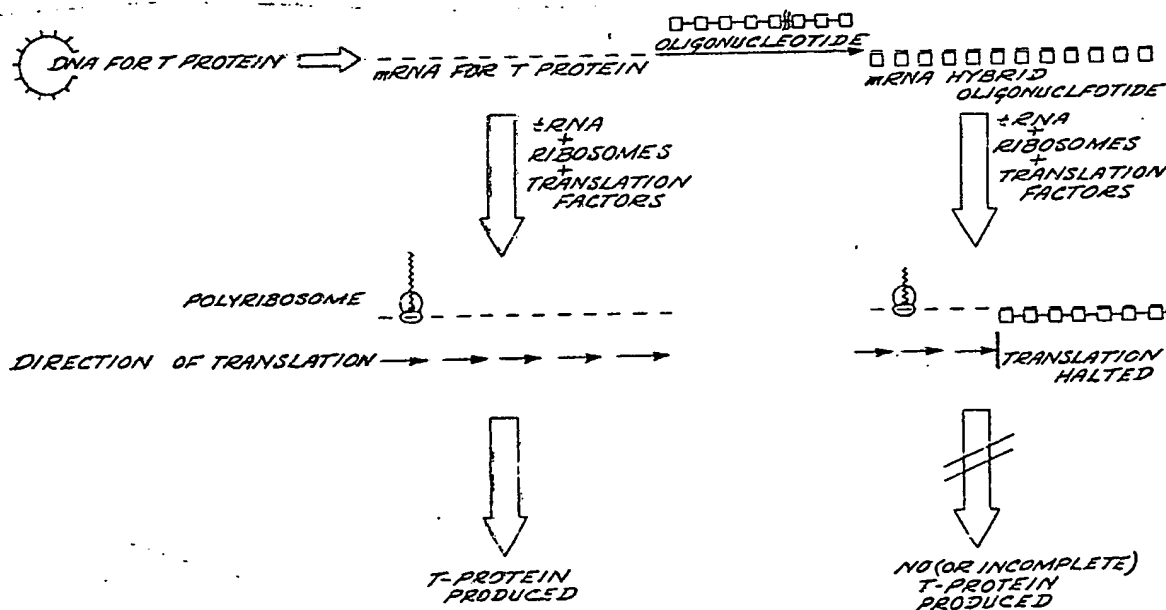 OLIGONUCLEOTIDE
DNA FOR T PROTEIN
mRNA FOR T PROTEIN
mRNA HYBRID
OLIGONUCLEOTIDE
tRNA
+
RIBOSOMES
+
TRANSLATION
FACTORS
tRNA
+
RIBOSOMES
+
TRANSLATION
FACTORS
POLYRIBOSOME
DIRECTION OF TRANSLATION
TRANSLATION
HALTED
T-PROTEIN
PRODUCED
NO (OR INCOMPLETE)
T-PROTEIN
PRODUCED